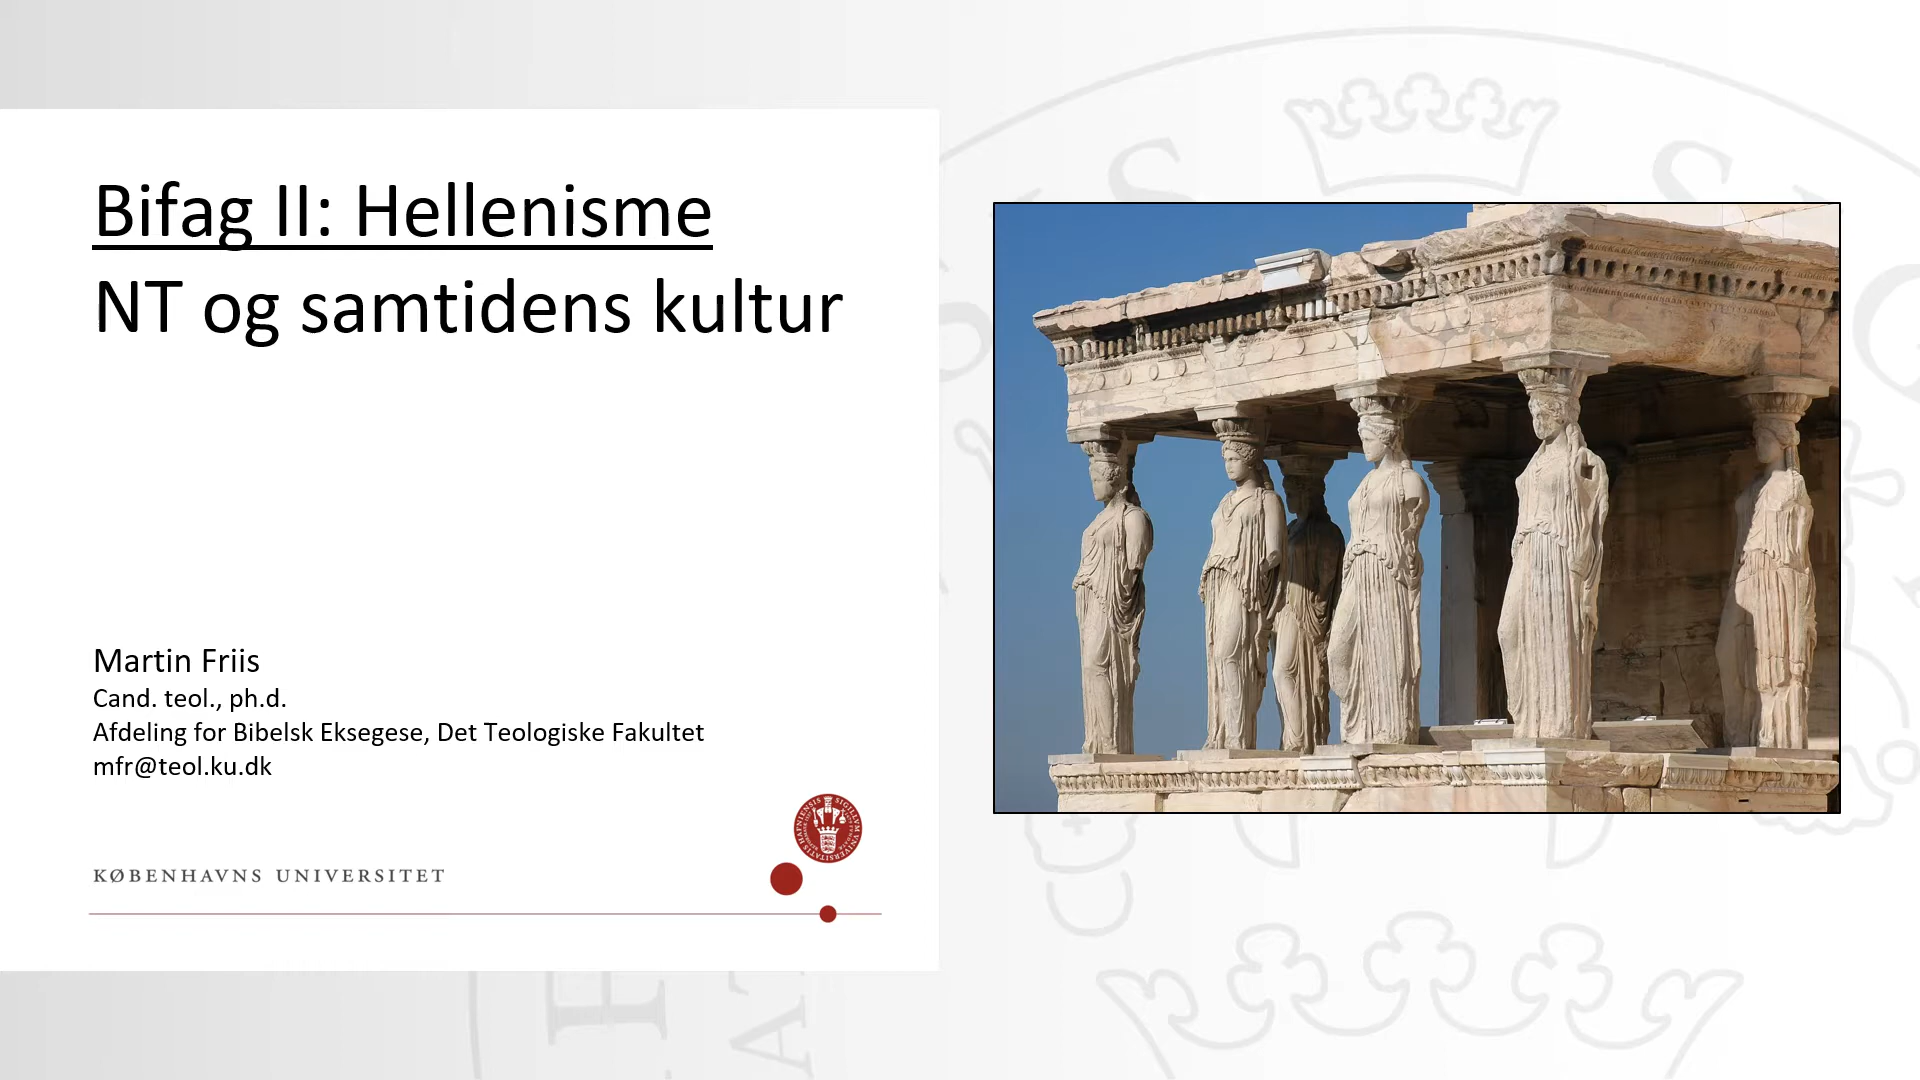 Bifag II: Hellenisme
NT og samtidens kultur
Martin Friis
Cand. teol., ph.d.
Afdeling for Bibelsk Eksegese, Det Teologiske Fakultet
mfr@teol.ku.dk
KØBENHAVNS UNIVERSITET